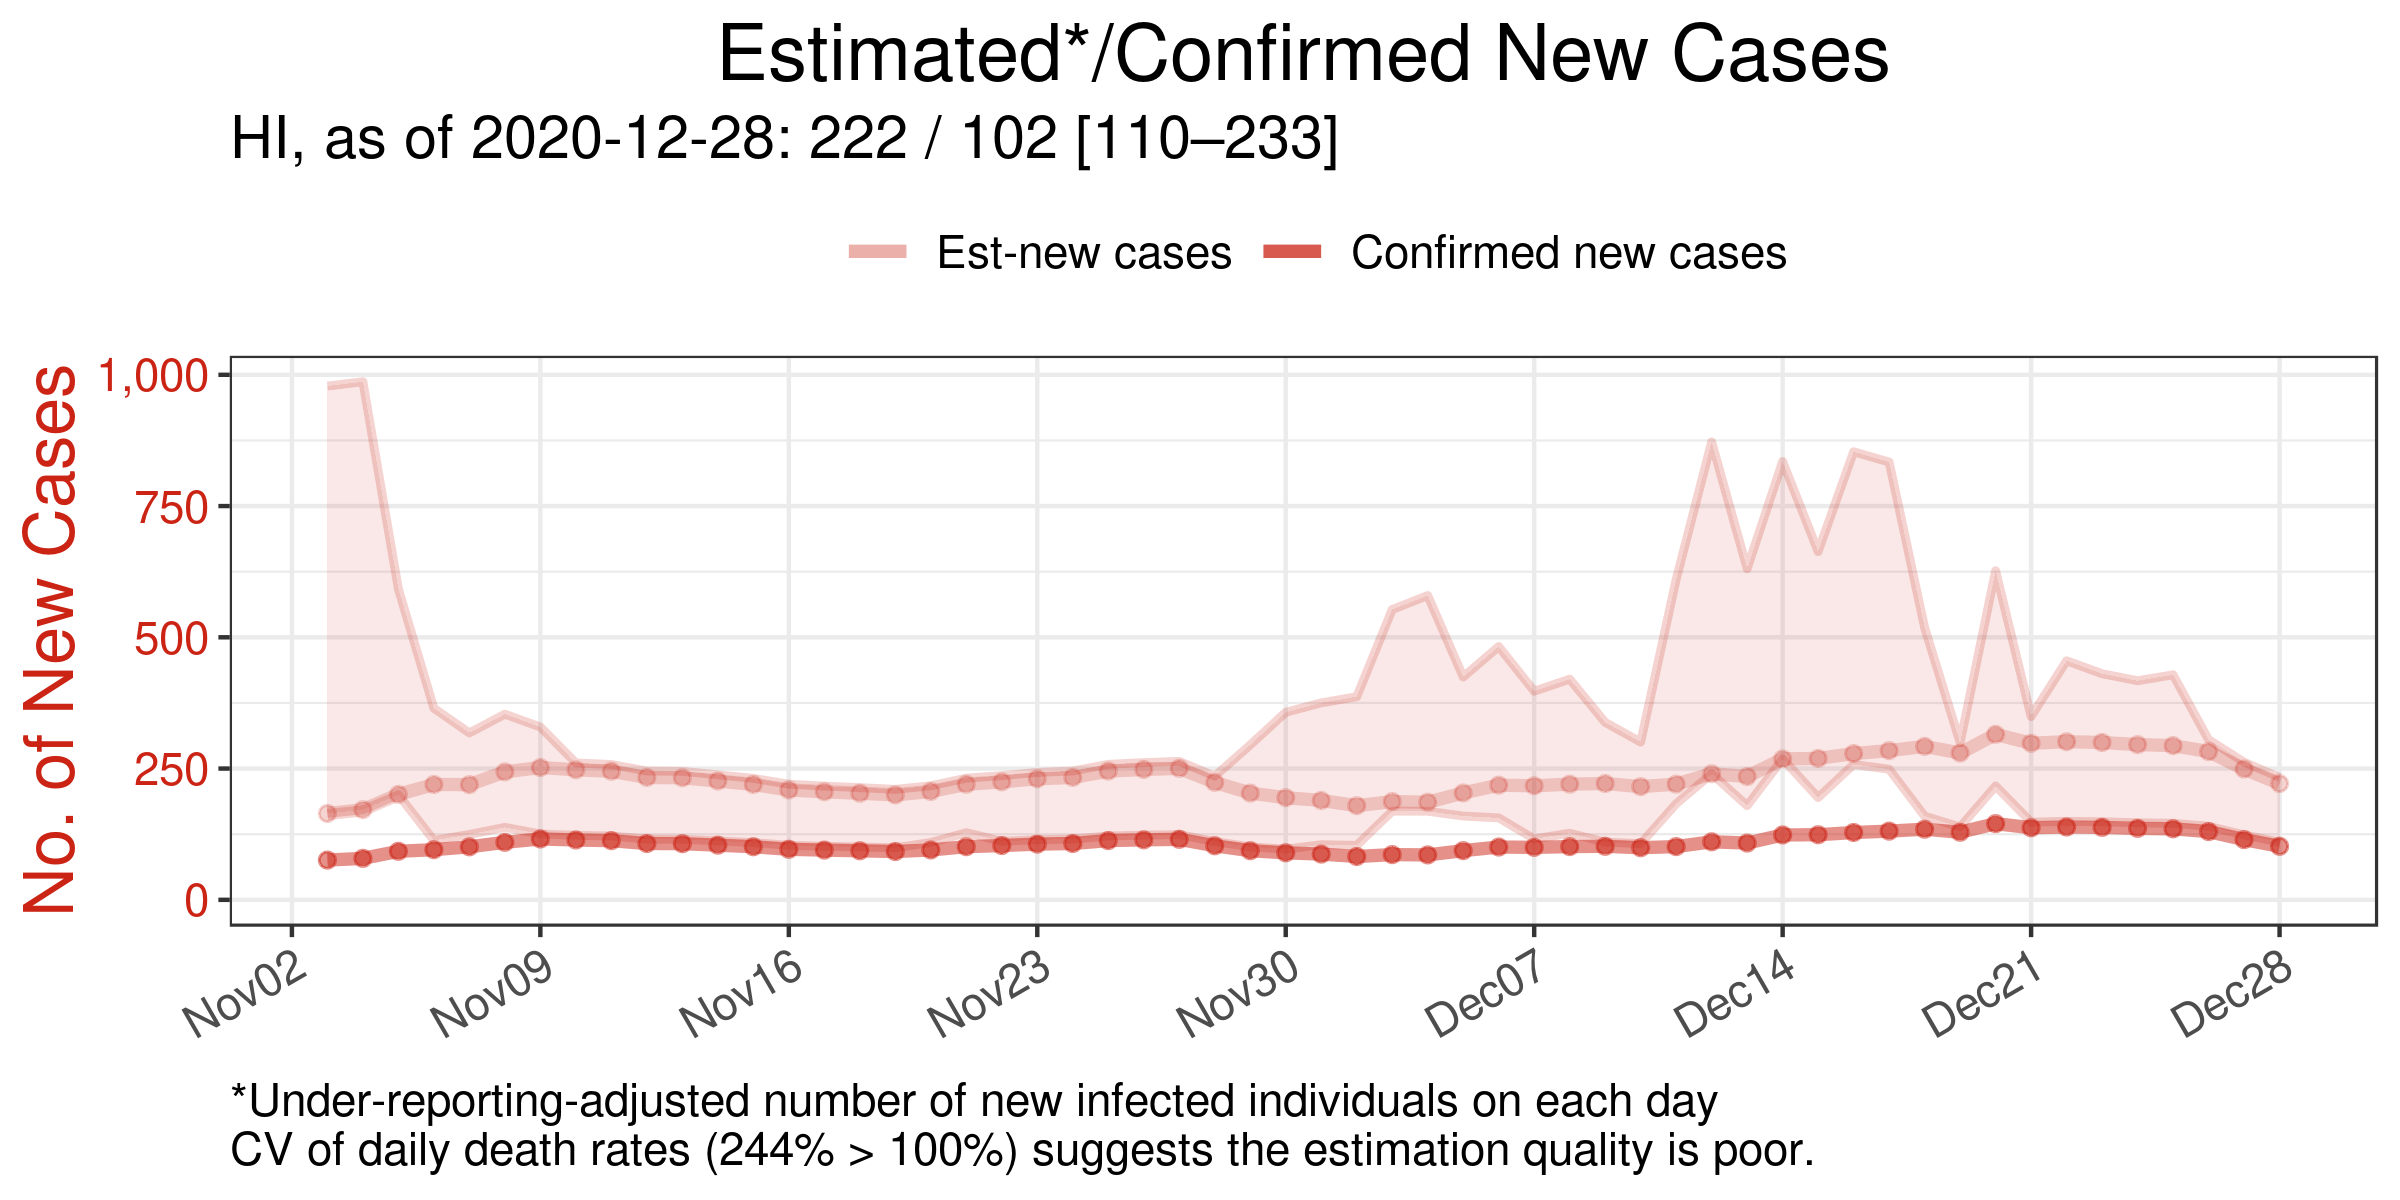 Estimated*/Confirmed New Cases
HI, as of 2020-12-28: 222 / 102 [110–233]
Est-new cases Confirmed new cases
No. of New Cases
1,000
750
500
250
0
Nov02 Nov09 Nov16 Nov23 Nov30 Dec07 Dec14 Dec21 Dec28
*Under-reporting-adjusted number of new infected individuals on each day
CV of daily death rates (244% > 100%) suggests the estimation quality is poor.